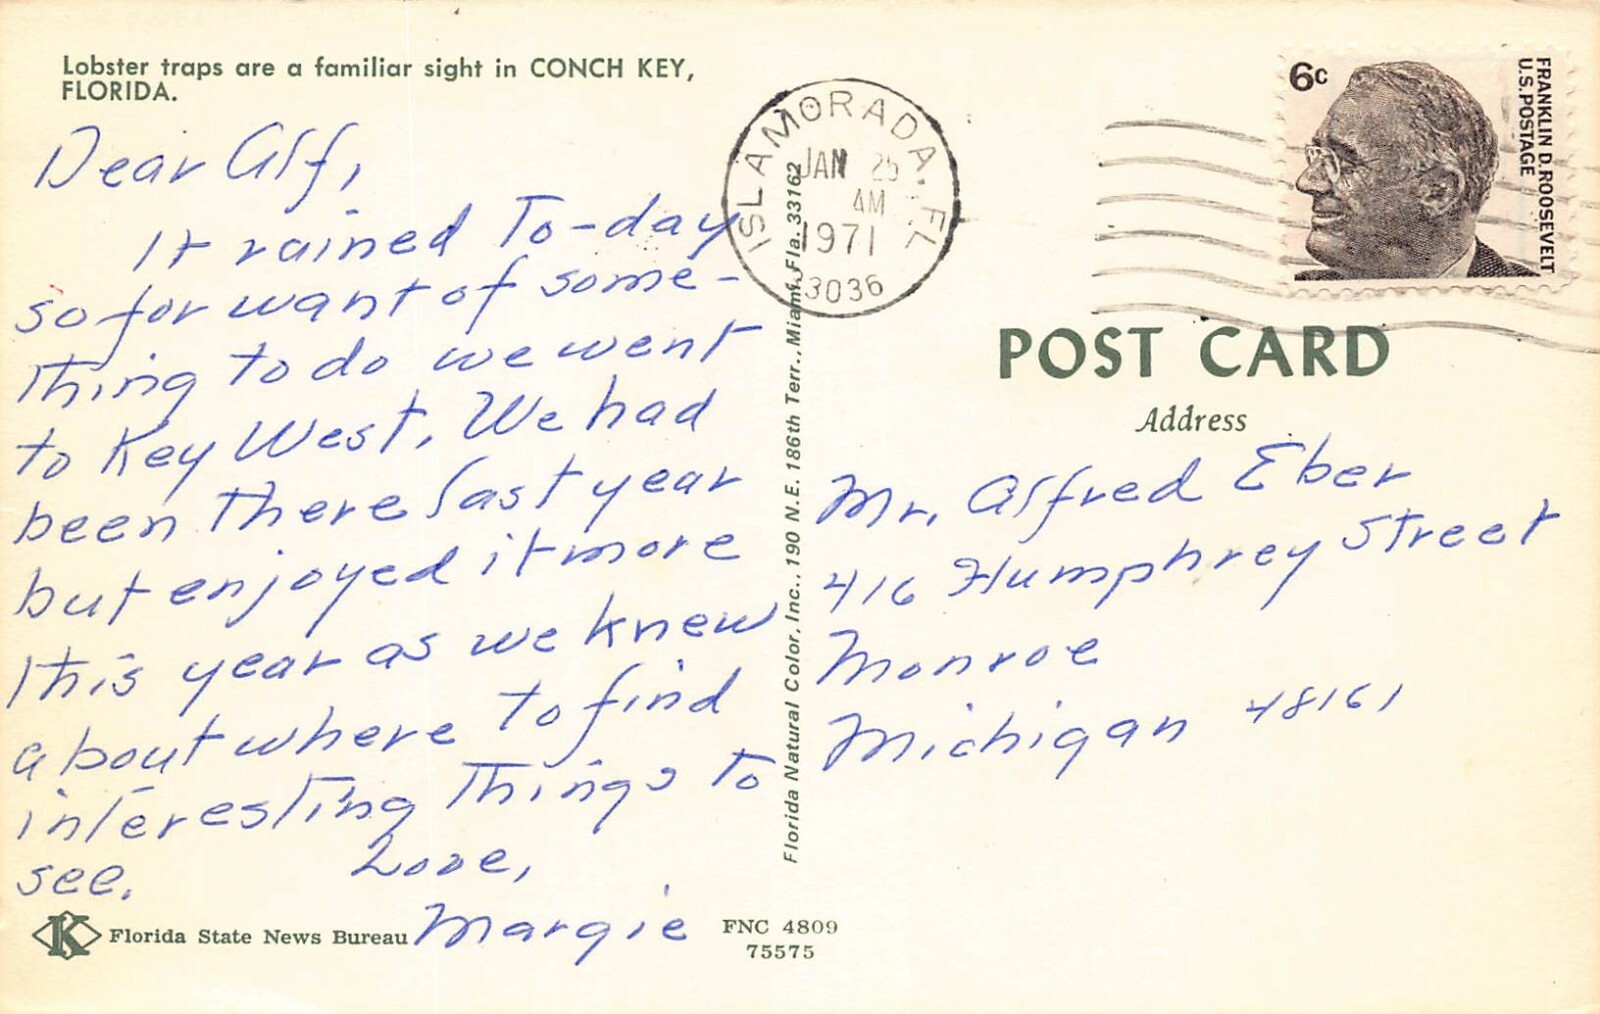 Lobster traps are a familiar sight in CONCH KEY,
FLORIDA.
Dear Alf,
It rained To-day
so for want of some-
thing to do we went
to Key West. We had
been there last year
but enjoyed it more
this year as we knew
about where to find
interesting things to
see.
Love,
Margie
K
Florida State News Bureau
FNC 4809
75575
Florida Natural Color, Inc., 190 N.E. 186th Terr., Miami, Fla. 33162
ISLAMORADA. FL
JAN 25
AM
1971
33036
6c
FRANKLIN D. ROOSEVELT
U.S. POSTAGE
POST CARD
Address
Mr. Alfred Eber
416 Humphrey Street
Monroe
Michigan 48161